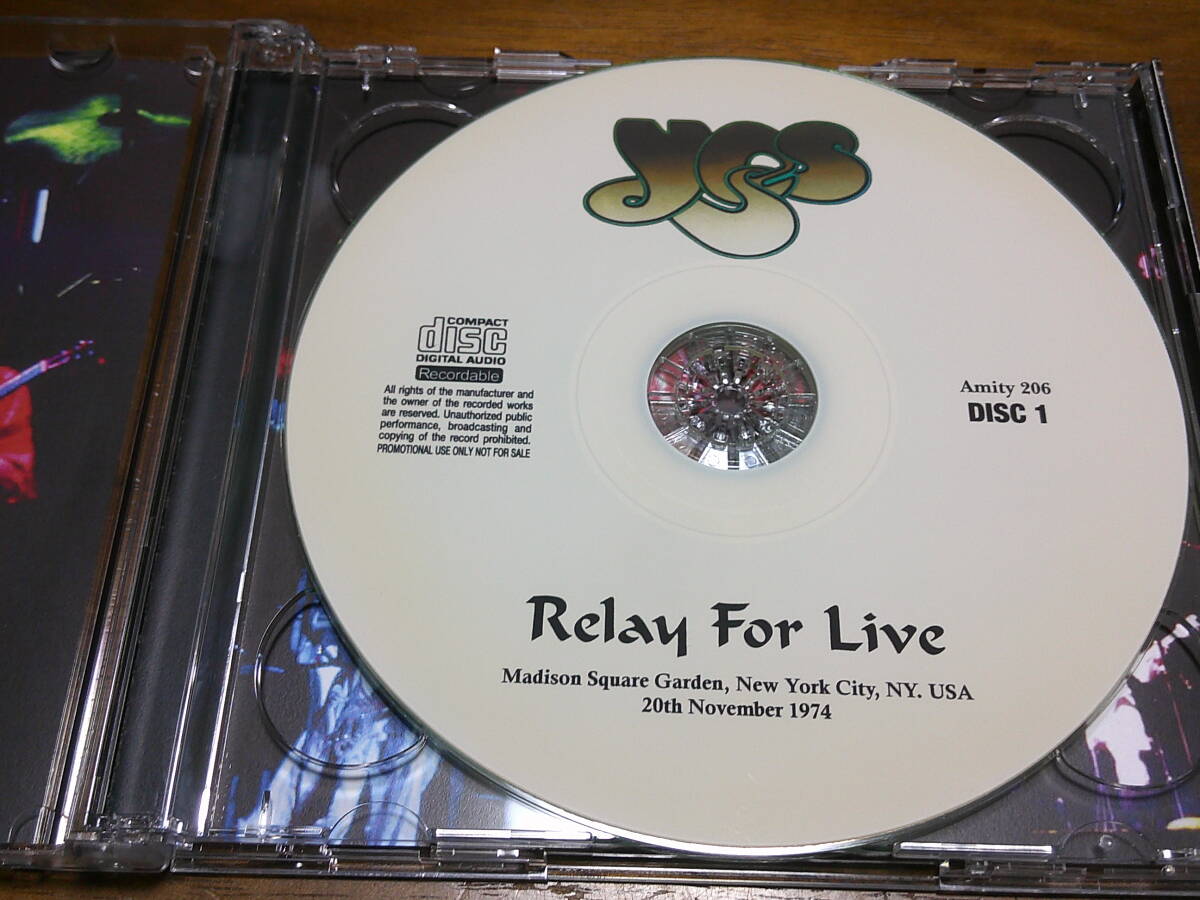 yes
COMPACT
disc
DIGITAL AUDIO
Recordable
All rights of the manufacturer and
the owner of the recorded works
are reserved. Unauthorized public
performance, broadcasting and
copying of the record prohibited.
PROMOTIONAL USE ONLY NOT FOR SALE
Amity 206
DISC 1
Relay For Live
Madison Square Garden, New York City, NY. USA
20th November 1974